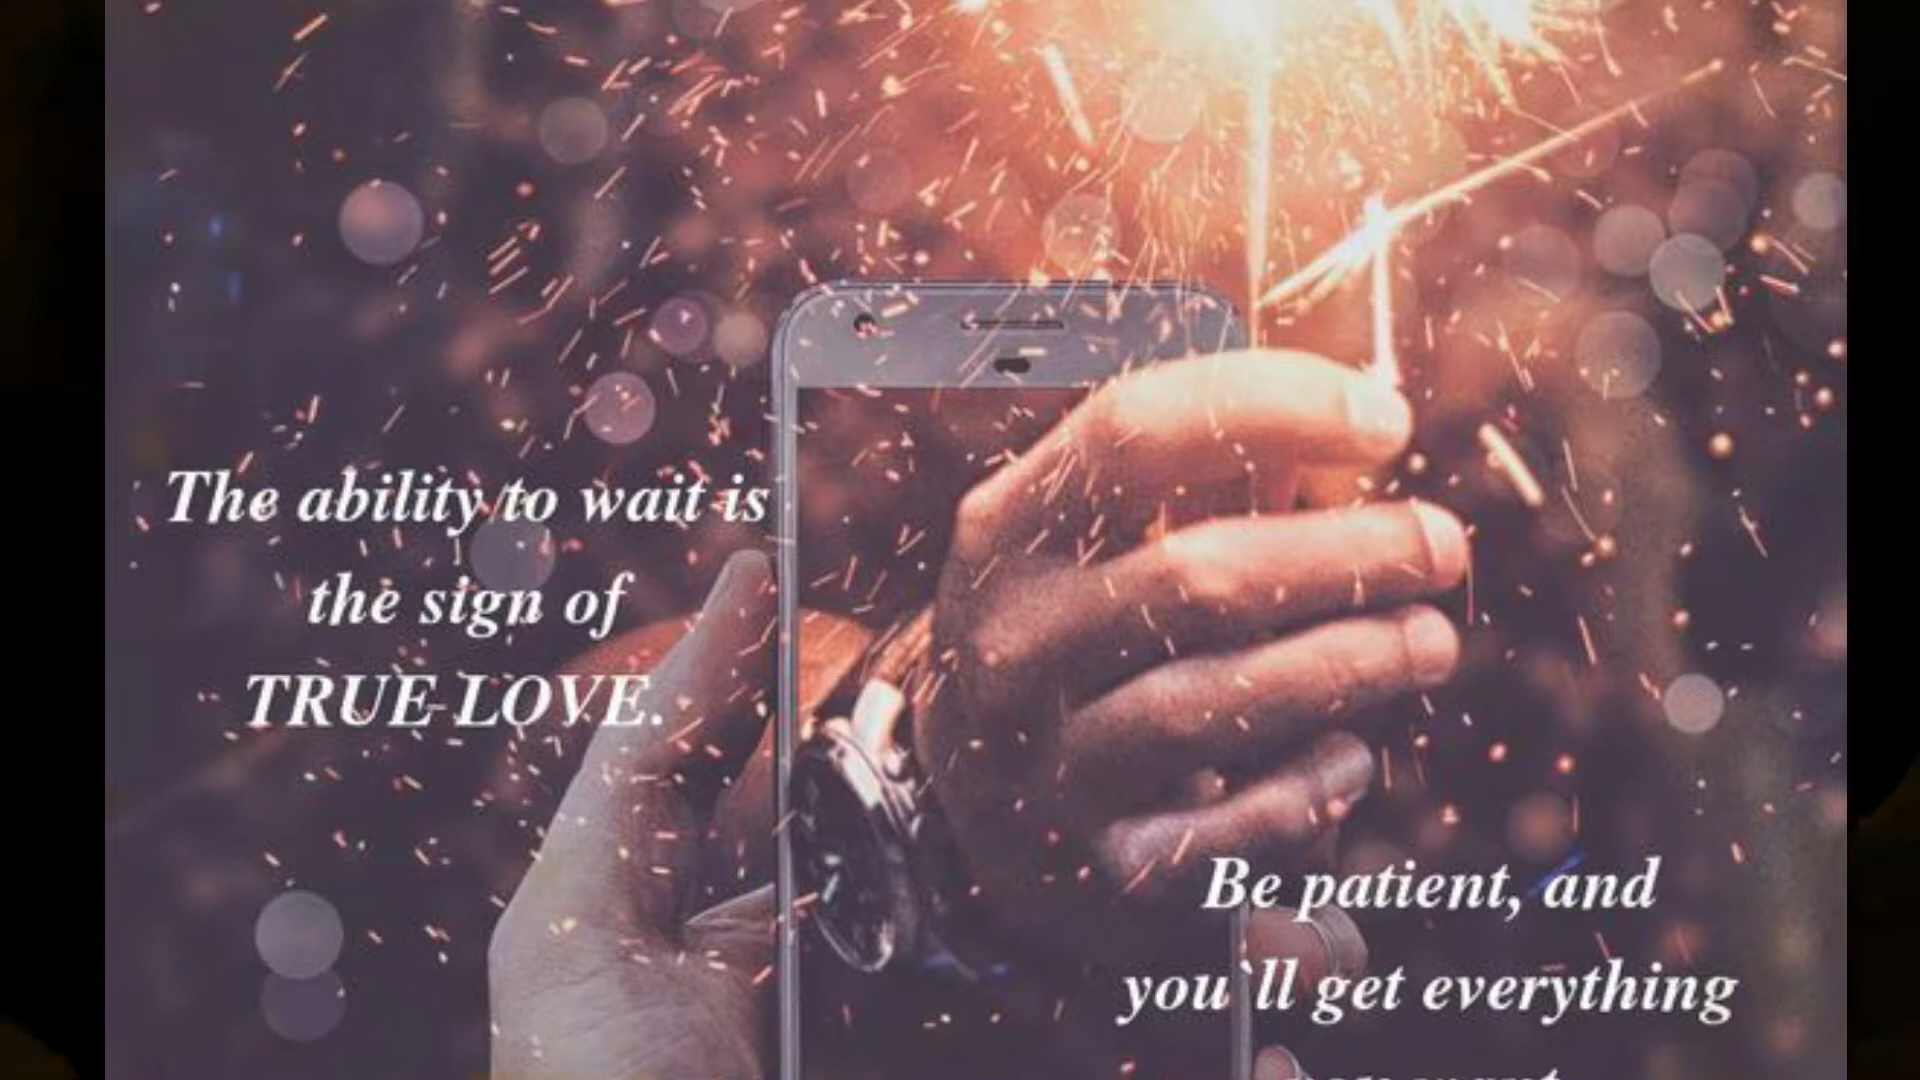 The ability to wait is
the sign of
TRUE LOVE.
Be patient, and
you`ll get everything